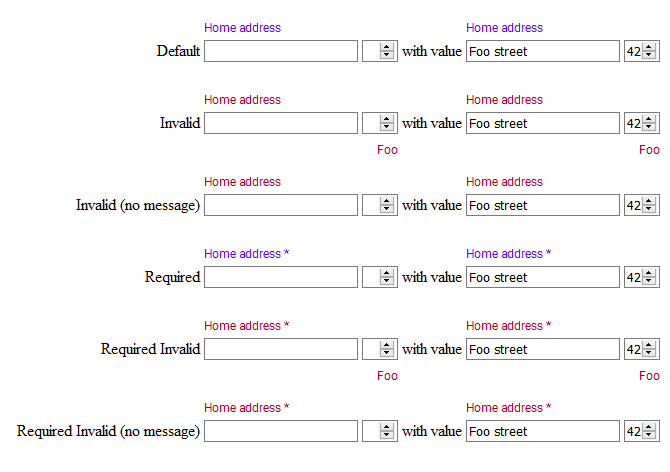 Home address Home address
Default with value Foo street 42
Home address Home address
Invalid with value Foo street 42
Foo Foo
Home address Home address
Invalid (no message) with value Foo street 42
Home address * Home address *
Required with value Foo street 42
Home address * Home address *
Required Invalid with value Foo street 42
Foo Foo
Home address * Home address *
Required Invalid (no message) with value Foo street 42